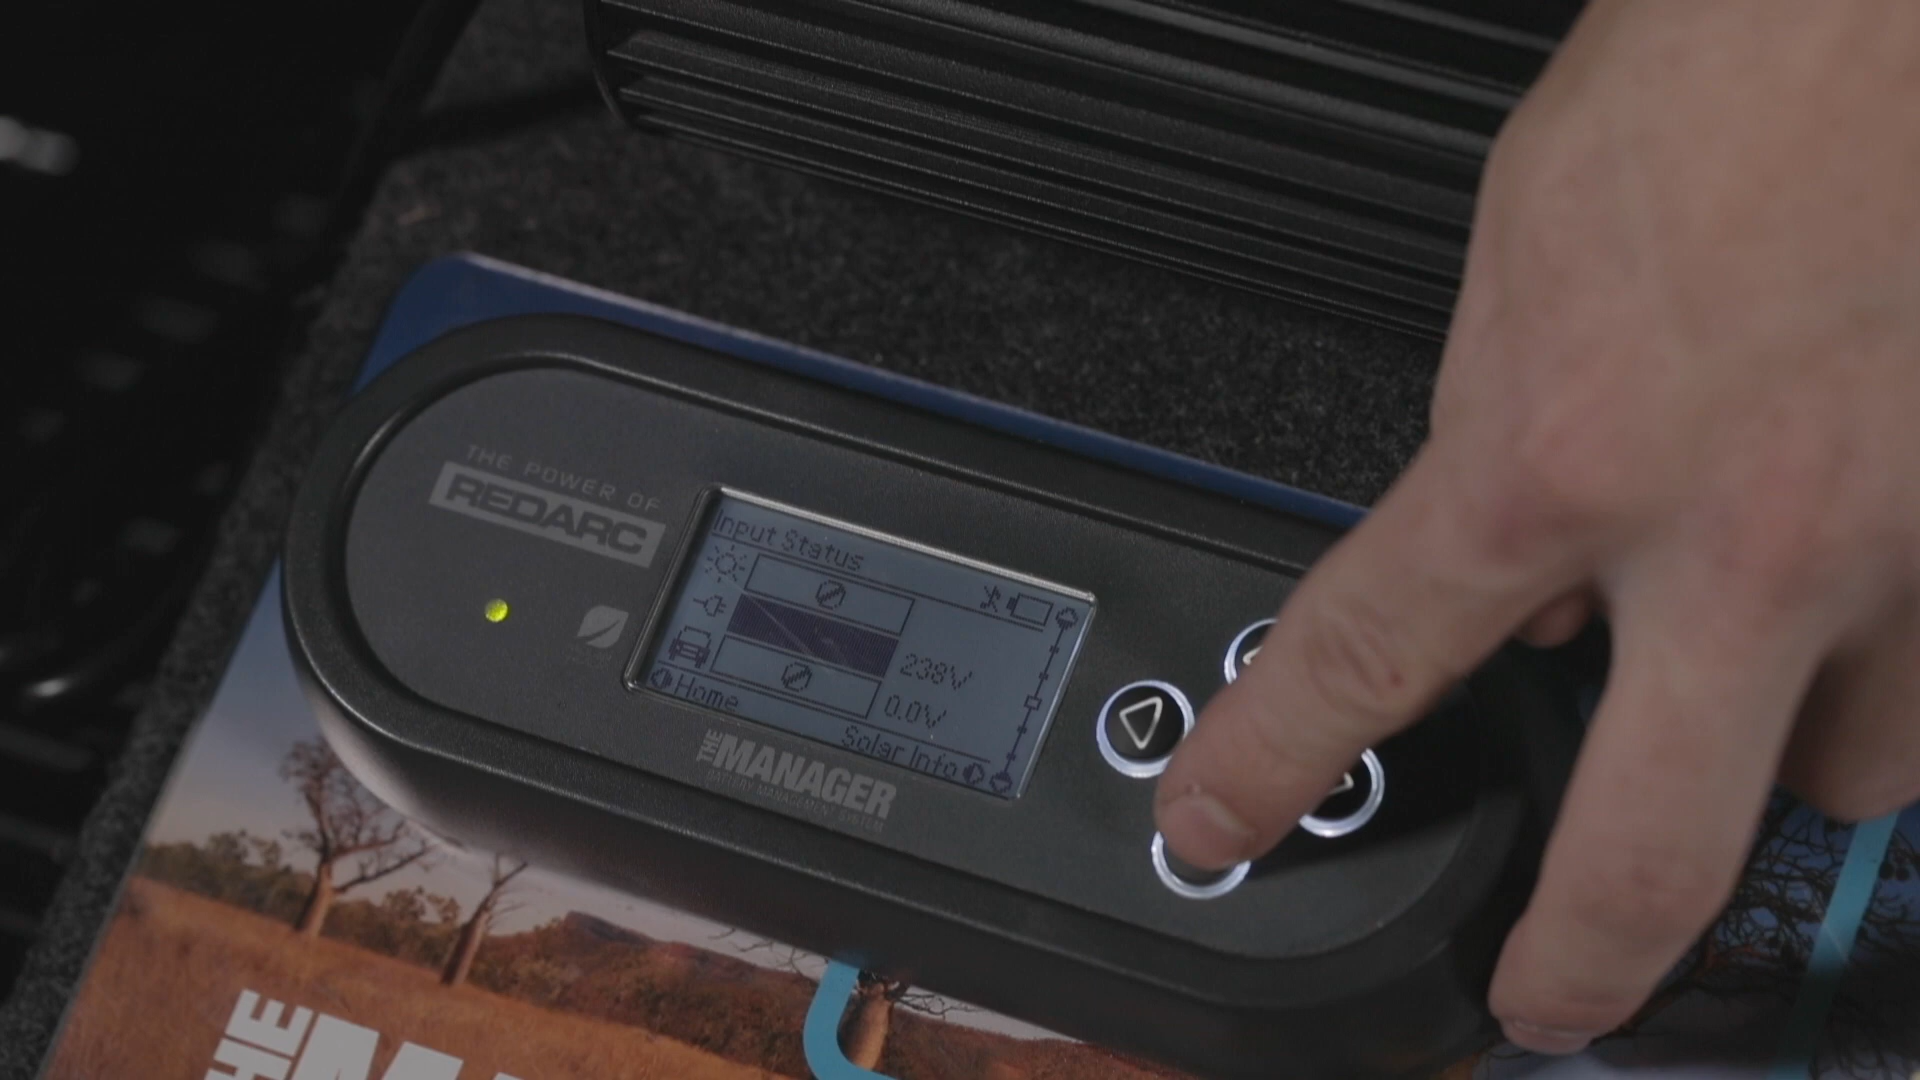 THE POWER OF
REDARC
Input Status
238V
0.0V
Home
Solar Info
THE MANAGER
BATTERY MANAGEMENT SYSTEM
THE